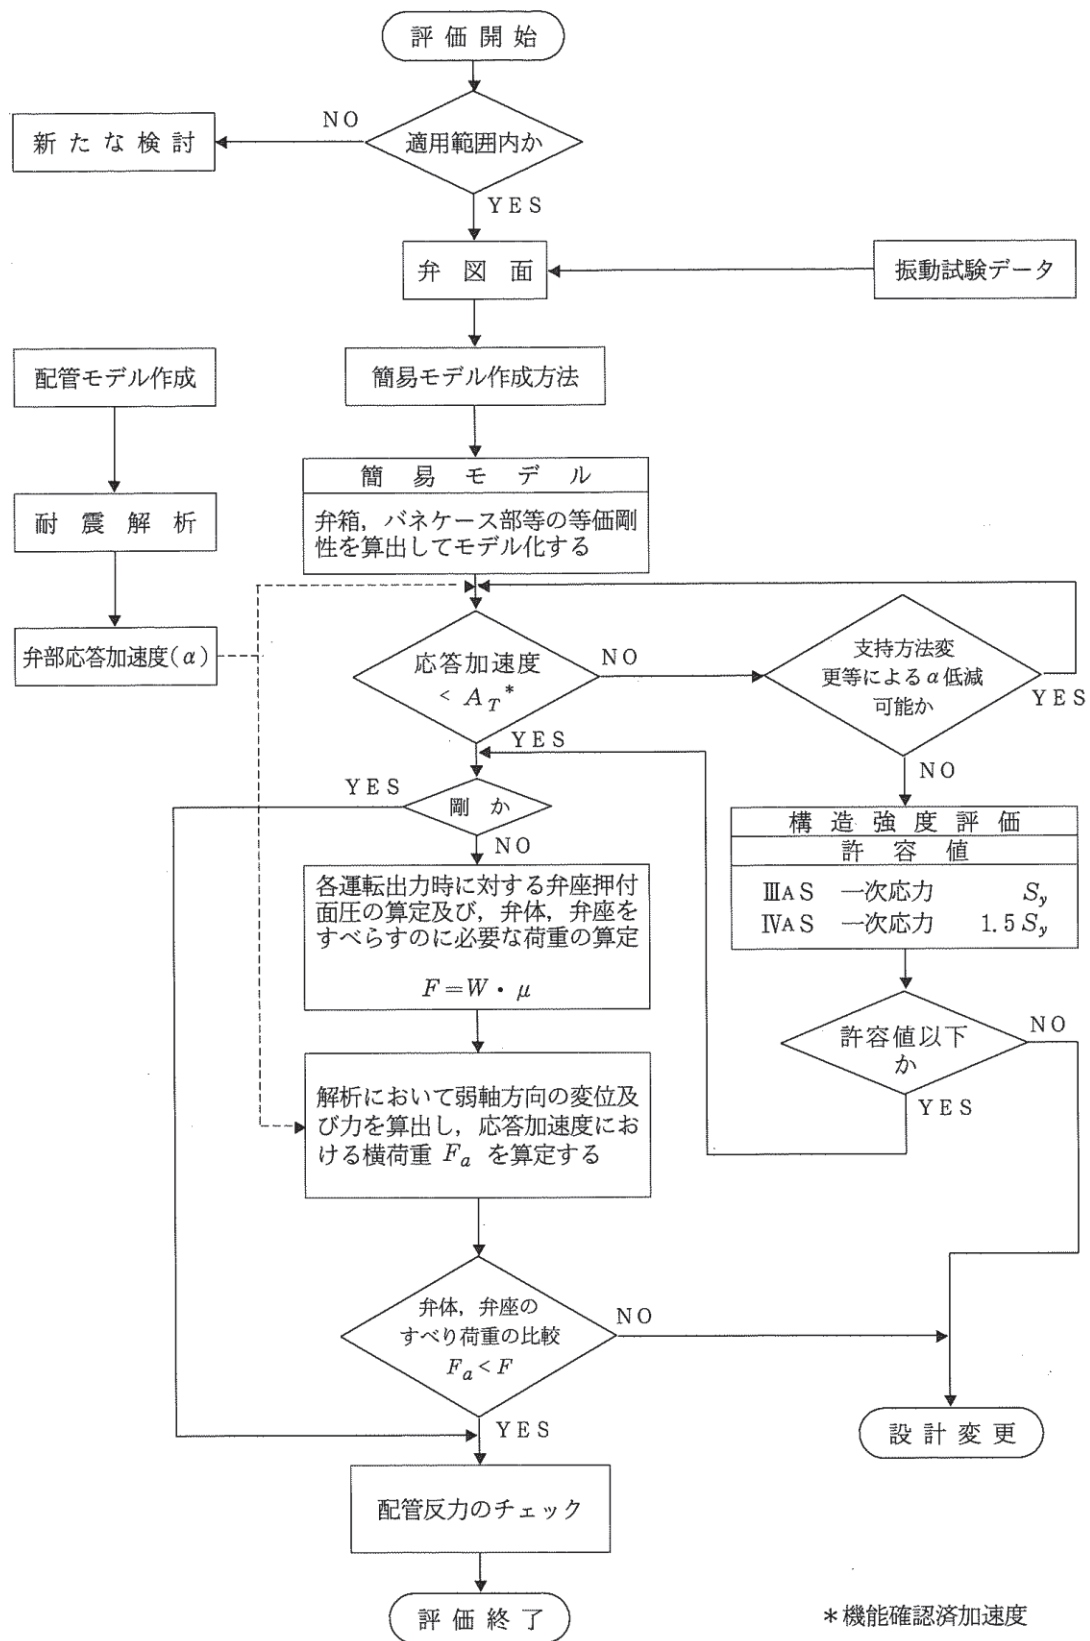 評価開始
適用範囲内か
NO
新たな検討
YES
弁図面
振動試験データ
配管モデル作成
簡易モデル作成方法
簡易モデル
弁箱,バネケース部等の等価剛
性を算出してモデル化する
耐震解析
弁部応答加速度(α)
応答加速度
< A_T*
NO
支持方法変
更等によるα低減
可能か
YES
YES
NO
剛か
YES
NO
構造強度評価
許容値
ⅢAS 一次応力 S_y
ⅣAS 一次応力 1.5 S_y
各運転出力時に対する弁座押付
面圧の算定及び,弁体,弁座を
すべらすのに必要な荷重の算定
F=W・μ
許容値以下
か
NO
YES
解析において弱軸方向の変位及
び力を算出し,応答加速度にお
ける横荷重 F_a を算定する
弁体,弁座の
すべり荷重の比較
F_a<F
NO
YES
設計変更
配管反力のチェック
評価終了
*機能確認済加速度